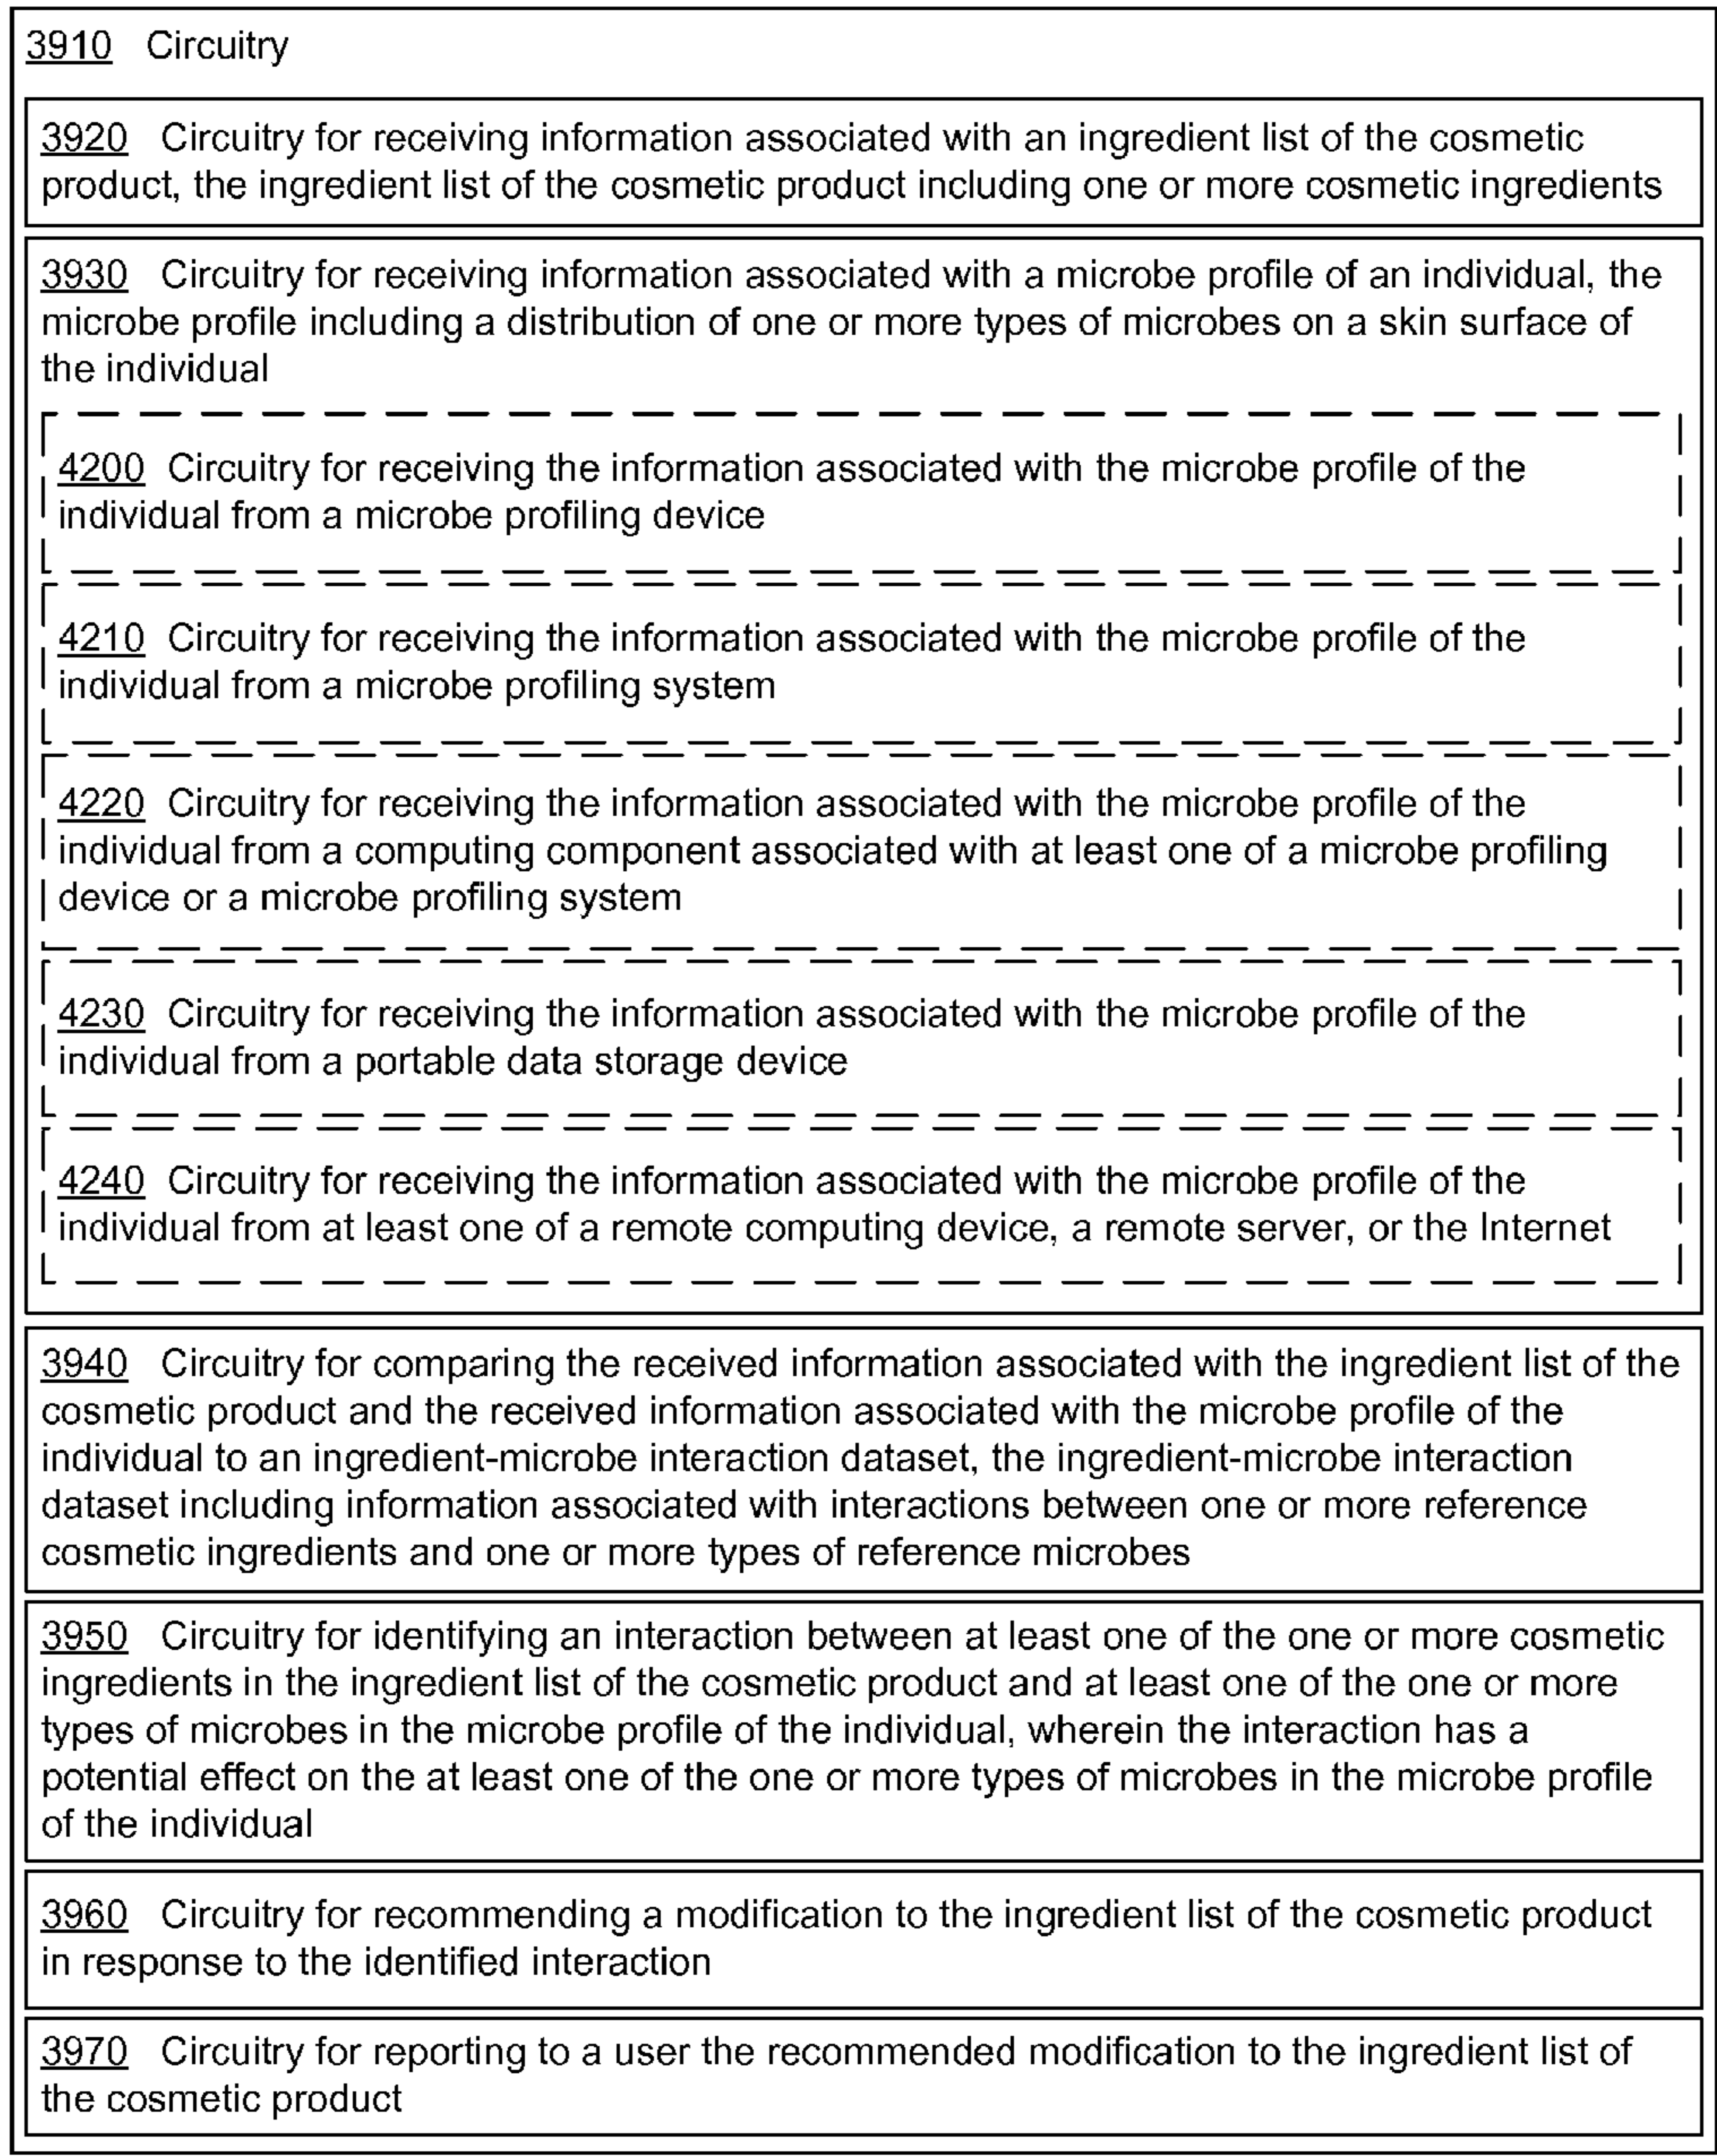 3910 Circuitry
3920 Circuitry for receiving information associated with an ingredient list of the cosmetic
product, the ingredient list of the cosmetic product including one or more cosmetic ingredients
3930 Circuitry for receiving information associated with a microbe profile of an individual, the
microbe profile including a distribution of one or more types of microbes on a skin surface of
the individual
4200 Circuitry for receiving the information associated with the microbe profile of the
individual from a microbe profiling device
4210 Circuitry for receiving the information associated with the microbe profile of the
individual from a microbe profiling system
4220 Circuitry for receiving the information associated with the microbe profile of the
individual from a computing component associated with at least one of a microbe profiling
device or a microbe profiling system
4230 Circuitry for receiving the information associated with the microbe profile of the
individual from a portable data storage device
4240 Circuitry for receiving the information associated with the microbe profile of the
individual from at least one of a remote computing device, a remote server, or the Internet
3940 Circuitry for comparing the received information associated with the ingredient list of the
cosmetic product and the received information associated with the microbe profile of the
individual to an ingredient-microbe interaction dataset, the ingredient-microbe interaction
dataset including information associated with interactions between one or more reference
cosmetic ingredients and one or more types of reference microbes
3950 Circuitry for identifying an interaction between at least one of the one or more cosmetic
ingredients in the ingredient list of the cosmetic product and at least one of the one or more
types of microbes in the microbe profile of the individual, wherein the interaction has a
potential effect on the at least one of the one or more types of microbes in the microbe profile
of the individual
3960 Circuitry for recommending a modification to the ingredient list of the cosmetic product
in response to the identified interaction
3970 Circuitry for reporting to a user the recommended modification to the ingredient list of
the cosmetic product